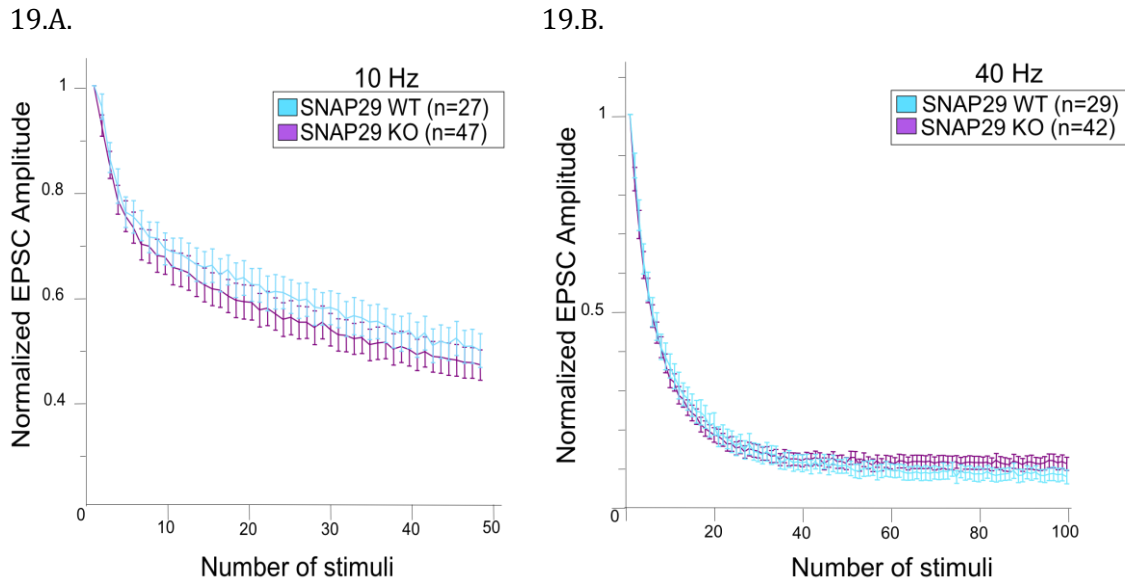 19.A.
10 Hz
SNAP29 WT (n=27)
SNAP29 KO (n=47)
Normalized EPSC Amplitude
1
0.8
0.6
0.4
0
10
20
30
40
50
Number of stimuli
19.B.
40 Hz
SNAP29 WT (n=29)
SNAP29 KO (n=42)
Normalized EPSC Amplitude
1
0.5
0
20
40
60
80
100
Number of stimuli